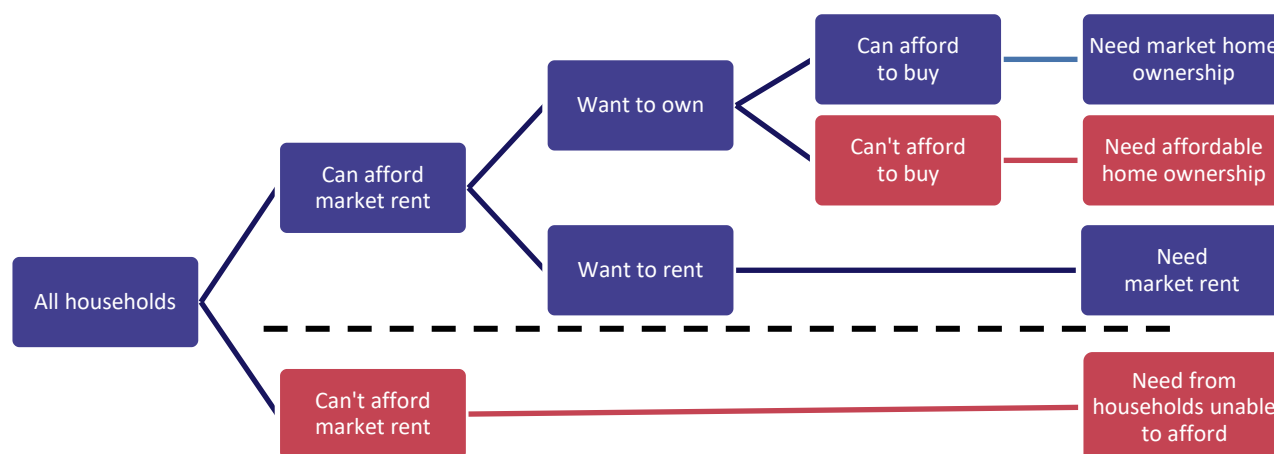 Can afford
to buy
Need market home
ownership
Want to own
Can't afford
to buy
Need affordable
home ownership
Can afford
market rent
Want to rent
Need
market rent
All households
Can't afford
market rent
Need from
households unable
to afford